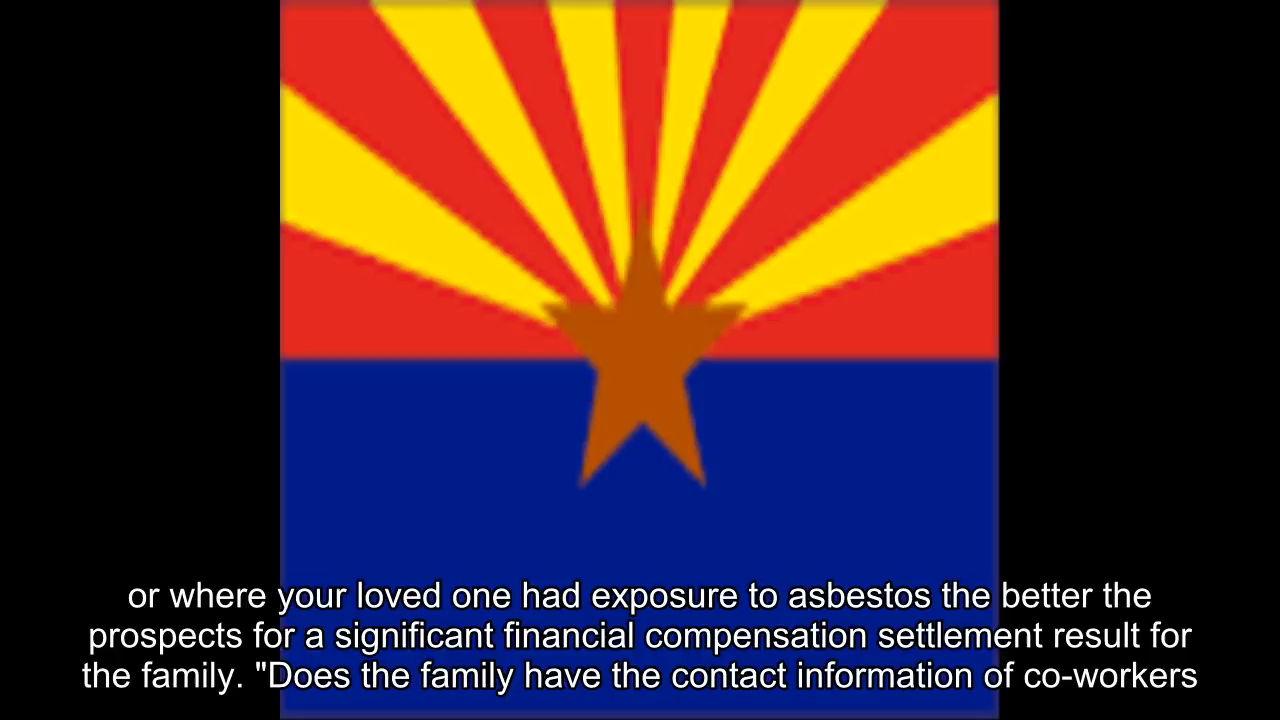 or where your loved one had exposure to asbestos the better the
prospects for a significant financial compensation settlement result for
the family. "Does the family have the contact information of co-workers